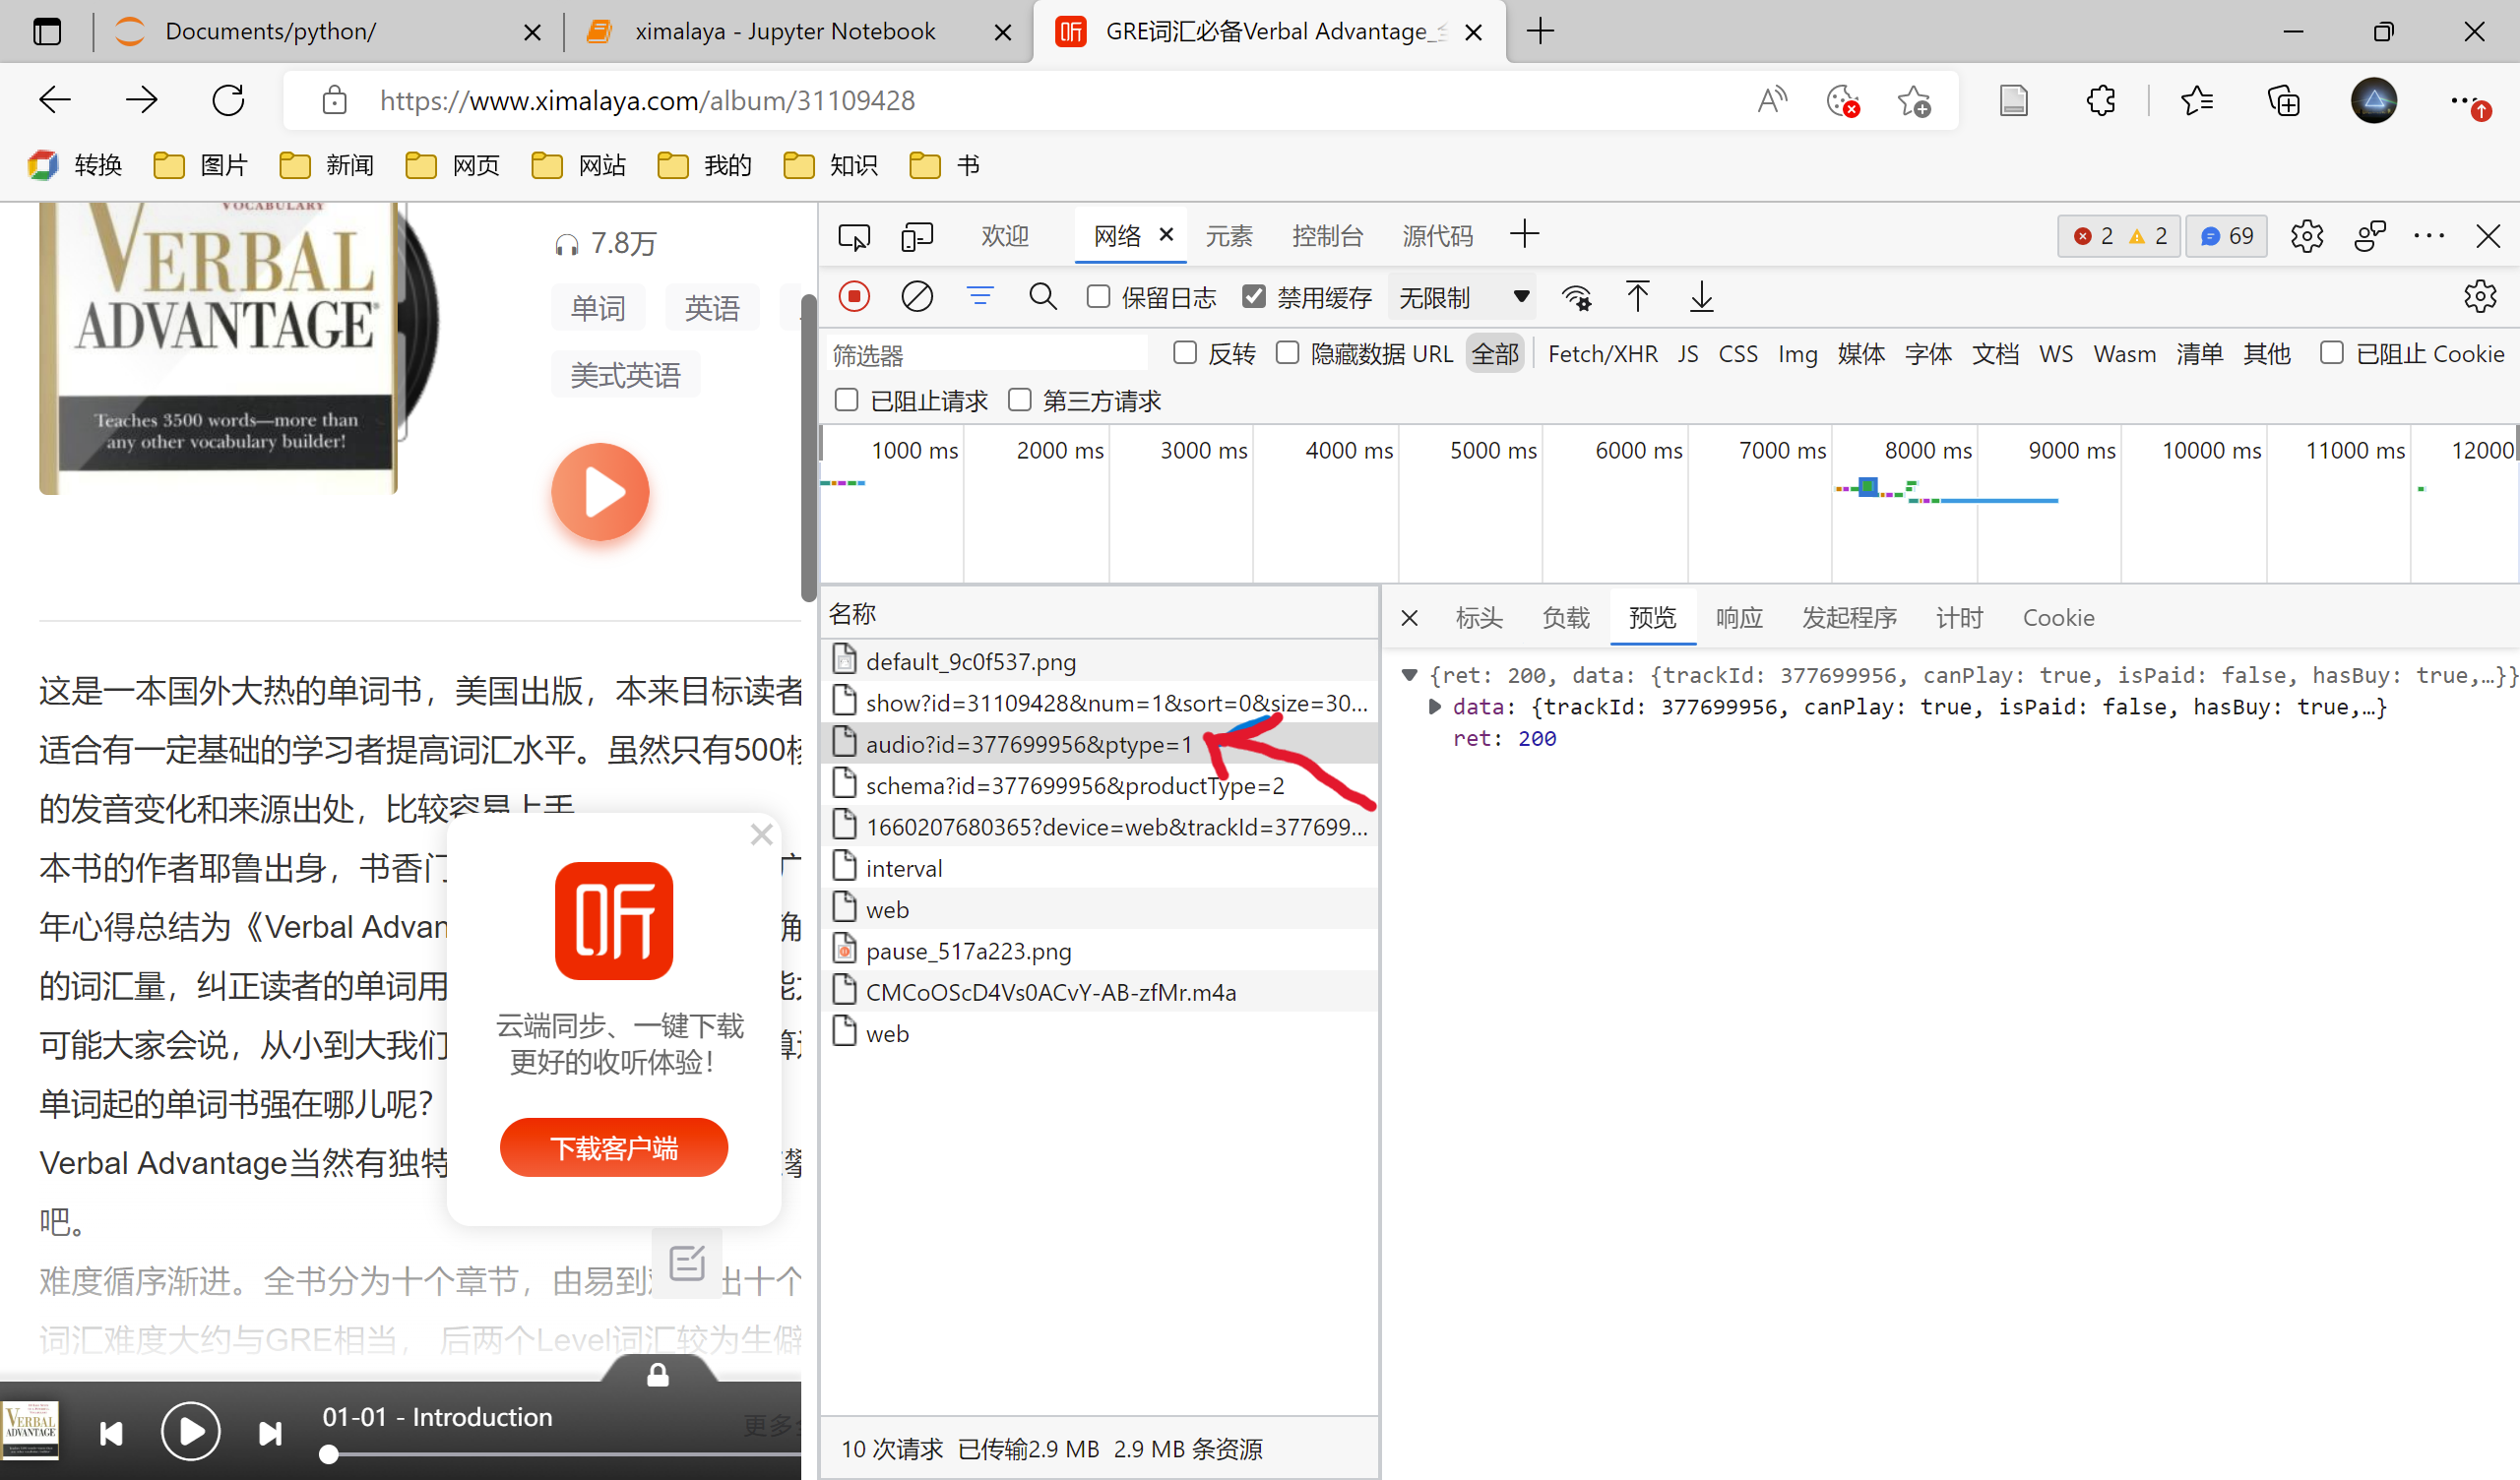 Documents/python/
ximalaya - Jupyter Notebook
GRE词汇必备Verbal Advantage_
https://www.ximalaya.com/album/31109428
转换 图片 新闻 网页 网站 我的 知识 书
VOCABULARY
VERBAL
ADVANTAGE
Teaches 3500 words—more than
any other vocabulary builder!
7.8万
单词 英语
美式英语
这是一本国外大热的单词书，美国出版，本来目标读者
适合有一定基础的学习者提高词汇水平。虽然只有500
的发音变化和来源出处，比较容易上手
本书的作者耶鲁出身，书香门
年心得总结为《Verbal Advan
的词汇量，纠正读者的单词用
可能大家会说，从小到大我们
单词起的单词书强在哪儿呢？
Verbal Advantage当然有独特
吧。
难度循序渐进。全书分为十个章节，由易到 出十个
词汇难度大约与GRE相当， 后两个Level词汇较为生僻
听
云端同步、一键下载
更好的收听体验！
下载客户端
VERBAL
ADVANTAGE
01-01 - Introduction
更多
欢迎 网络 元素 控制台 源代码
2 2 69
保留日志 禁用缓存 无限制
筛选器 反转 隐藏数据 URL 全部 Fetch/XHR JS CSS Img 媒体 字体 文档 WS Wasm 清单 其他 已阻止 Cookie
已阻止请求 第三方请求
1000 ms 2000 ms 3000 ms 4000 ms 5000 ms 6000 ms 7000 ms 8000 ms 9000 ms 10000 ms 11000 ms 12000
名称
default_9c0f537.png
show?id=31109428&num=1&sort=0&size=30...
audio?id=377699956&ptype=1
schema?id=377699956&productType=2
1660207680365?device=web&trackId=377699...
interval
web
pause_517a223.png
CMCoOScD4Vs0ACvY-AB-zfMr.m4a
web
10 次请求 已传输2.9 MB 2.9 MB 条资源
标头 负载 预览 响应 发起程序 计时 Cookie
{ret: 200, data: {trackId: 377699956, canPlay: true, isPaid: false, hasBuy: true,…}}
data: {trackId: 377699956, canPlay: true, isPaid: false, hasBuy: true,…}
ret: 200